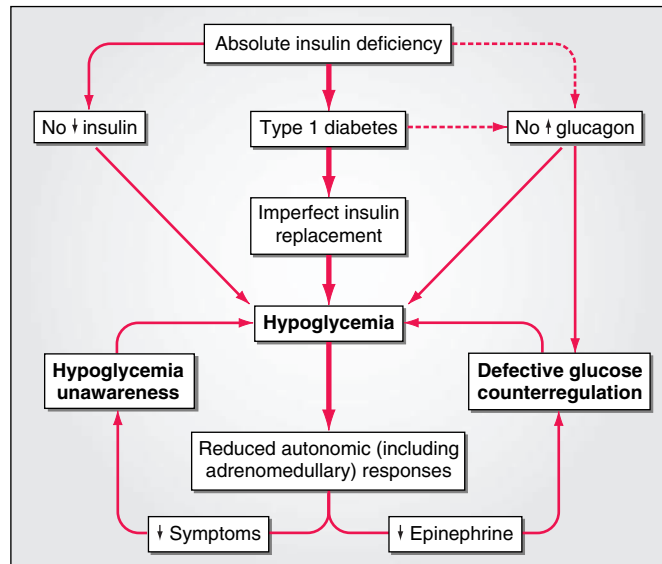 Absolute insulin deficiency
No ↓ insulin
Type 1 diabetes
No ↑ glucagon
Imperfect insulin
replacement
Hypoglycemia
Hypoglycemia
unawareness
Defective glucose
counterregulation
Reduced autonomic (including
adrenomedullary) responses
↓ Symptoms
↓ Epinephrine